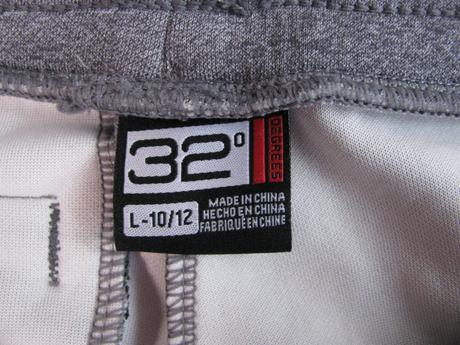 32°
DEGREES
L-10/12
MADE IN CHINA
HECHO EN CHINA
FABRIQUÉ EN CHINE